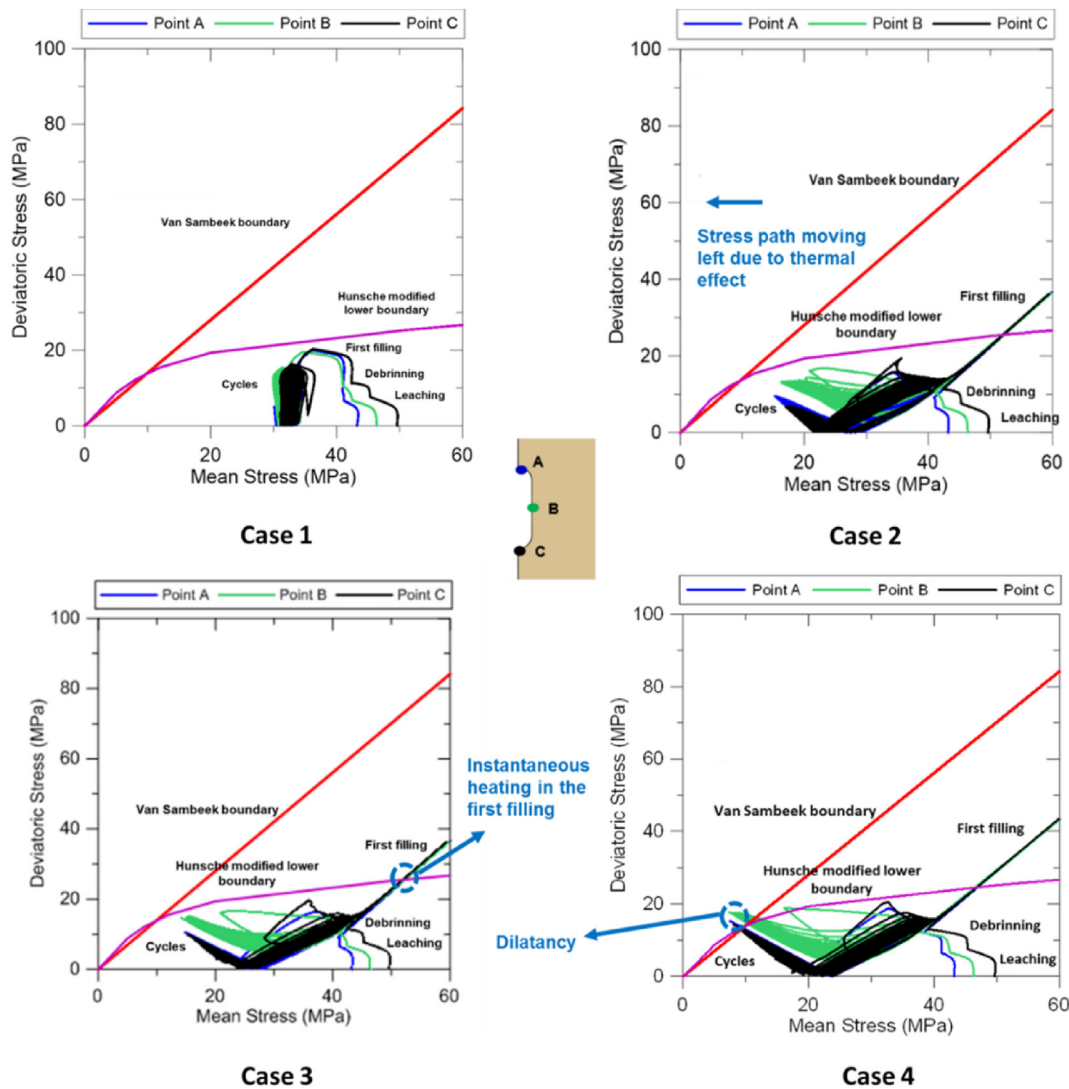 Point A Point B Point C
100
80
60
40
20
0
Deviatoric Stress (MPa)
Van Sambeek boundary
Hunsche modified
lower boundary
First filling
Cycles
Debrinning
Leaching
0 20 40 60
Mean Stress (MPa)
Case 1
Point A Point B Point C
100
80
60
40
20
0
Deviatoric Stress (MPa)
Van Sambeek boundary
Stress path moving
left due to thermal
effect
First filling
Hunsche modified lower
boundary
Cycles
Debrinning
Leaching
0 20 40 60
Mean Stress (MPa)
Case 2
A
B
C
Point A Point B Point C
100
80
60
40
20
0
Deviatoric Stress (MPa)
Van Sambeek boundary
Instantaneous
heating in the
first filling
First filling
Hunsche modified lower
boundary
Cycles
Debrinning
Leaching
0 20 40 60
Mean Stress (MPa)
Case 3
Point A Point B Point C
100
80
60
40
20
0
Deviatoric Stress (MPa)
Van Sambeek boundary
First filling
Hunsche modified lower
boundary
Dilatancy
Cycles
Debrinning
Leaching
0 20 40 60
Mean Stress (MPa)
Case 4